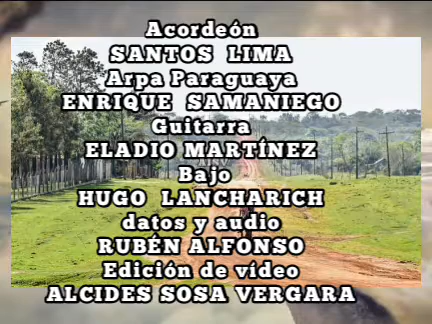 Acordeón
SANTOS LIMA
Arpa Paraguaya
ENRIQUE SAMANIEGO
Guitarra
ELADIO MARTÍNEZ
Bajo
HUGO LANCHARICH
datos y audio
RUBÉN ALFONSO
Edición de vídeo
ALCIDES SOSA VERGARA